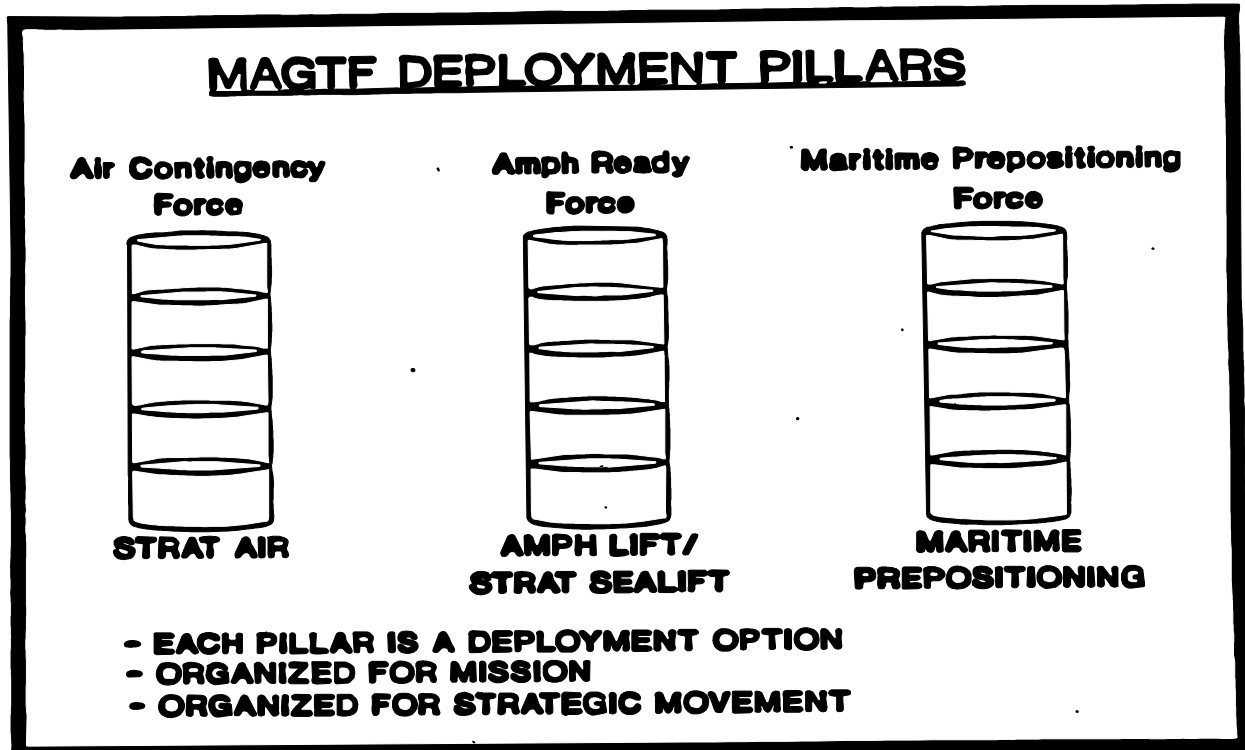 MAGTF DEPLOYMENT PILLARS
Air Contingency
Force
Amph Ready
Force
Maritime Prepositioning
Force
STRAT AIR
AMPH LIFT/
STRAT SEALIFT
MARITIME
PREPOSITIONING
- EACH PILLAR IS A DEPLOYMENT OPTION
- ORGANIZED FOR MISSION
- ORGANIZED FOR STRATEGIC MOVEMENT